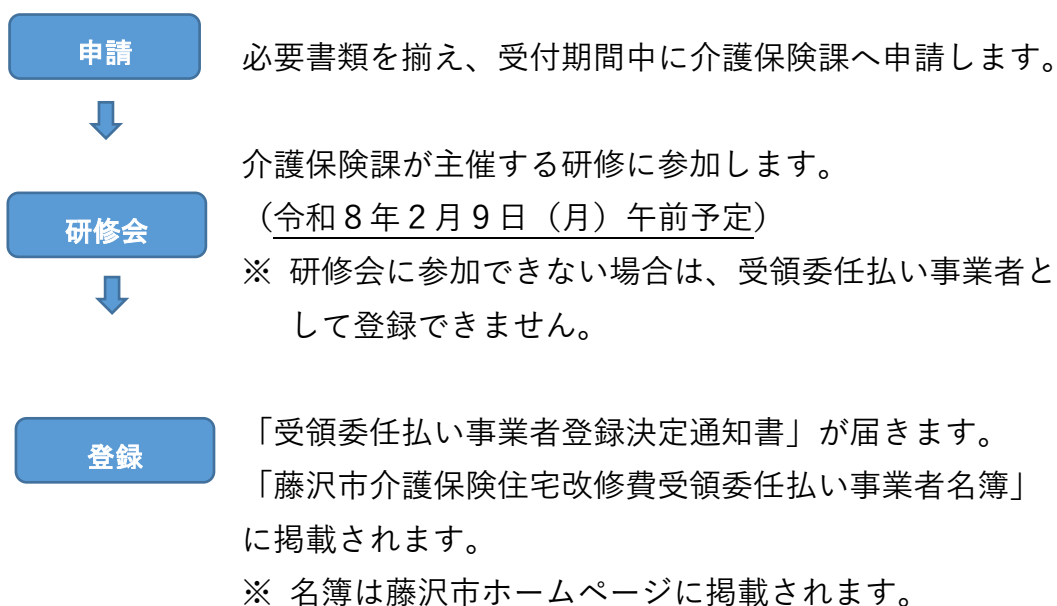 申請
必要書類を揃え、受付期間中に介護保険課へ申請します。
介護保険課が主催する研修に参加します。
研修会
（令和８年２月９日（月）午前予定）
※ 研修会に参加できない場合は、受領委任払い事業者と
して登録できません。
登録
「受領委任払い事業者登録決定通知書」が届きます。
「藤沢市介護保険住宅改修費受領委任払い事業者名簿」
に掲載されます。
※ 名簿は藤沢市ホームページに掲載されます。